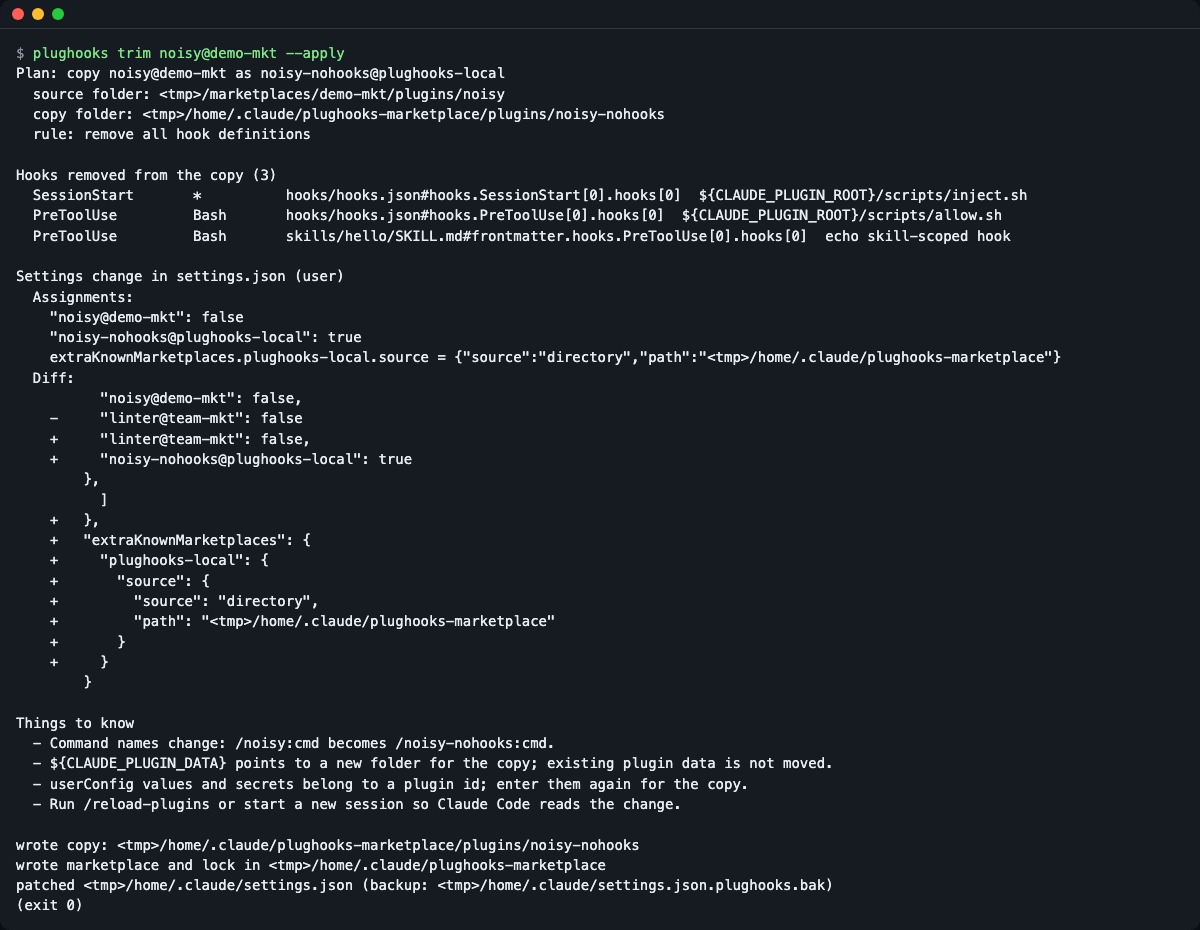 $ plughooks trim noisy@demo-mkt --apply
Plan: copy noisy@demo-mkt as noisy-nohooks@plughooks-local
  source folder: <tmp>/marketplaces/demo-mkt/plugins/noisy
  copy folder: <tmp>/home/.claude/plughooks-marketplace/plugins/noisy-nohooks
  rule: remove all hook definitions

Hooks removed from the copy (3)
  SessionStart       *          hooks/hooks.json#hooks.SessionStart[0].hooks[0]  ${CLAUDE_PLUGIN_ROOT}/scripts/inject.sh
  PreToolUse         Bash       hooks/hooks.json#hooks.PreToolUse[0].hooks[0]  ${CLAUDE_PLUGIN_ROOT}/scripts/allow.sh
  PreToolUse         Bash       skills/hello/SKILL.md#frontmatter.hooks.PreToolUse[0].hooks[0]  echo skill-scoped hook

Settings change in settings.json (user)
  Assignments:
    "noisy@demo-mkt": false
    "noisy-nohooks@plughooks-local": true
    extraKnownMarketplaces.plughooks-local.source = {"source":"directory","path":"<tmp>/home/.claude/plughooks-marketplace"}
  Diff:
          "noisy@demo-mkt": false,
    -     "linter@team-mkt": false
    +     "linter@team-mkt": false,
    +     "noisy-nohooks@plughooks-local": true
        },
          ]
    +   },
    +   "extraKnownMarketplaces": {
    +     "plughooks-local": {
    +       "source": {
    +         "source": "directory",
    +         "path": "<tmp>/home/.claude/plughooks-marketplace"
    +       }
    +     }
        }

Things to know
  - Command names change: /noisy:cmd becomes /noisy-nohooks:cmd.
  - ${CLAUDE_PLUGIN_DATA} points to a new folder for the copy; existing plugin data is not moved.
  - userConfig values and secrets belong to a plugin id; enter them again for the copy.
  - Run /reload-plugins or start a new session so Claude Code reads the change.

wrote copy: <tmp>/home/.claude/plughooks-marketplace/plugins/noisy-nohooks
wrote marketplace and lock in <tmp>/home/.claude/plughooks-marketplace
patched <tmp>/home/.claude/settings.json (backup: <tmp>/home/.claude/settings.json.plughooks.bak)
(exit 0)